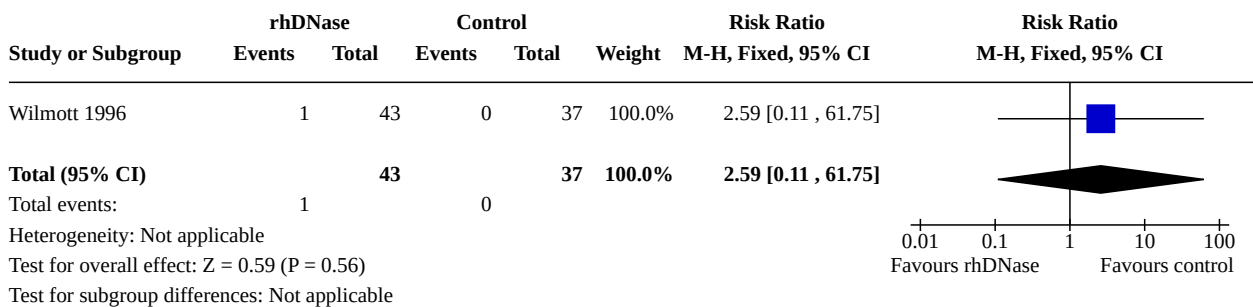 rhDNase Control Risk Ratio Risk Ratio
Study or Subgroup Events Total Events Total Weight M-H, Fixed, 95% CI M-H, Fixed, 95% CI
Wilmott 1996 1 43 0 37 100.0% 2.59 [0.11 , 61.75]
Total (95% CI) 43 37 100.0% 2.59 [0.11 , 61.75]
Total events: 1 0
Heterogeneity: Not applicable
Test for overall effect: Z = 0.59 (P = 0.56)
Test for subgroup differences: Not applicable
0.01 0.1 1 10 100
Favours rhDNase Favours control